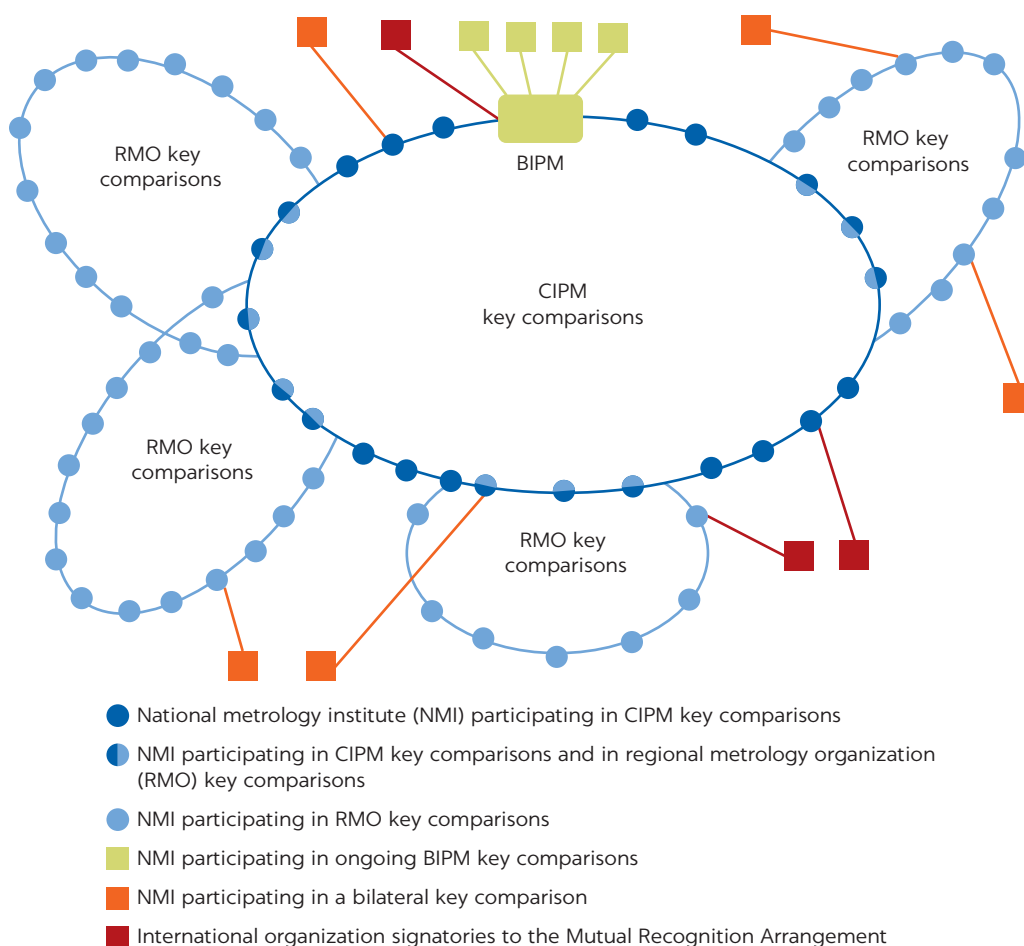 RMO key
comparisons
BIPM
RMO key
comparisons
CIPM
key comparisons
RMO key
comparisons
RMO key
comparisons
National metrology institute (NMI) participating in CIPM key comparisons
NMI participating in CIPM key comparisons and in regional metrology organization
(RMO) key comparisons
NMI participating in RMO key comparisons
NMI participating in ongoing BIPM key comparisons
NMI participating in a bilateral key comparison
International organization signatories to the Mutual Recognition Arrangement